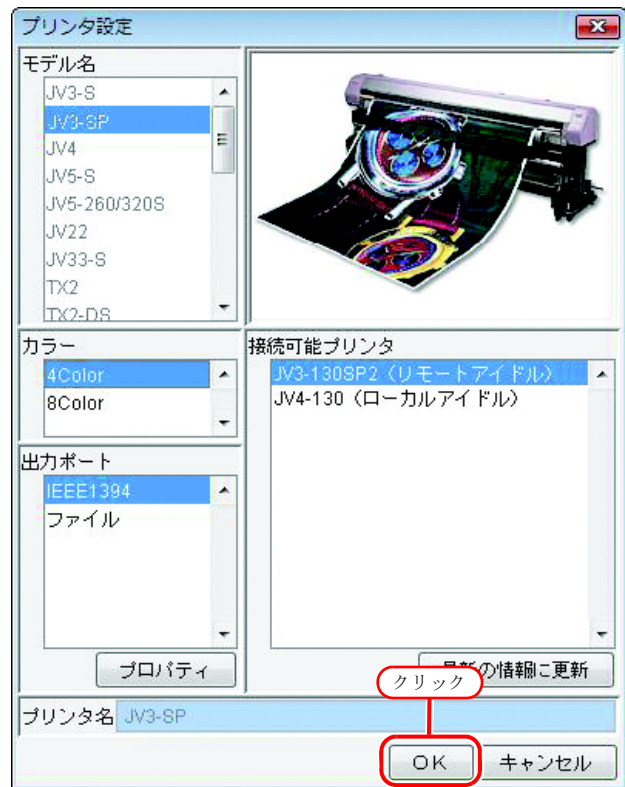 プリンタ設定
モデル名
JV3-S
JV3-SP
JV4
JV5-S
JV5-260/320S
JV22
JV33-S
TX2
TX2-DS
カラー
4Color
8Color
接続可能プリンタ
JV3-130SP2（リモートアイドル）
JV4-130（ローカルアイドル）
出力ポート
IEEE1394
ファイル
プロパティ
の情報に更新
クリック
プリンタ名 JV3-SP
OK キャンセル